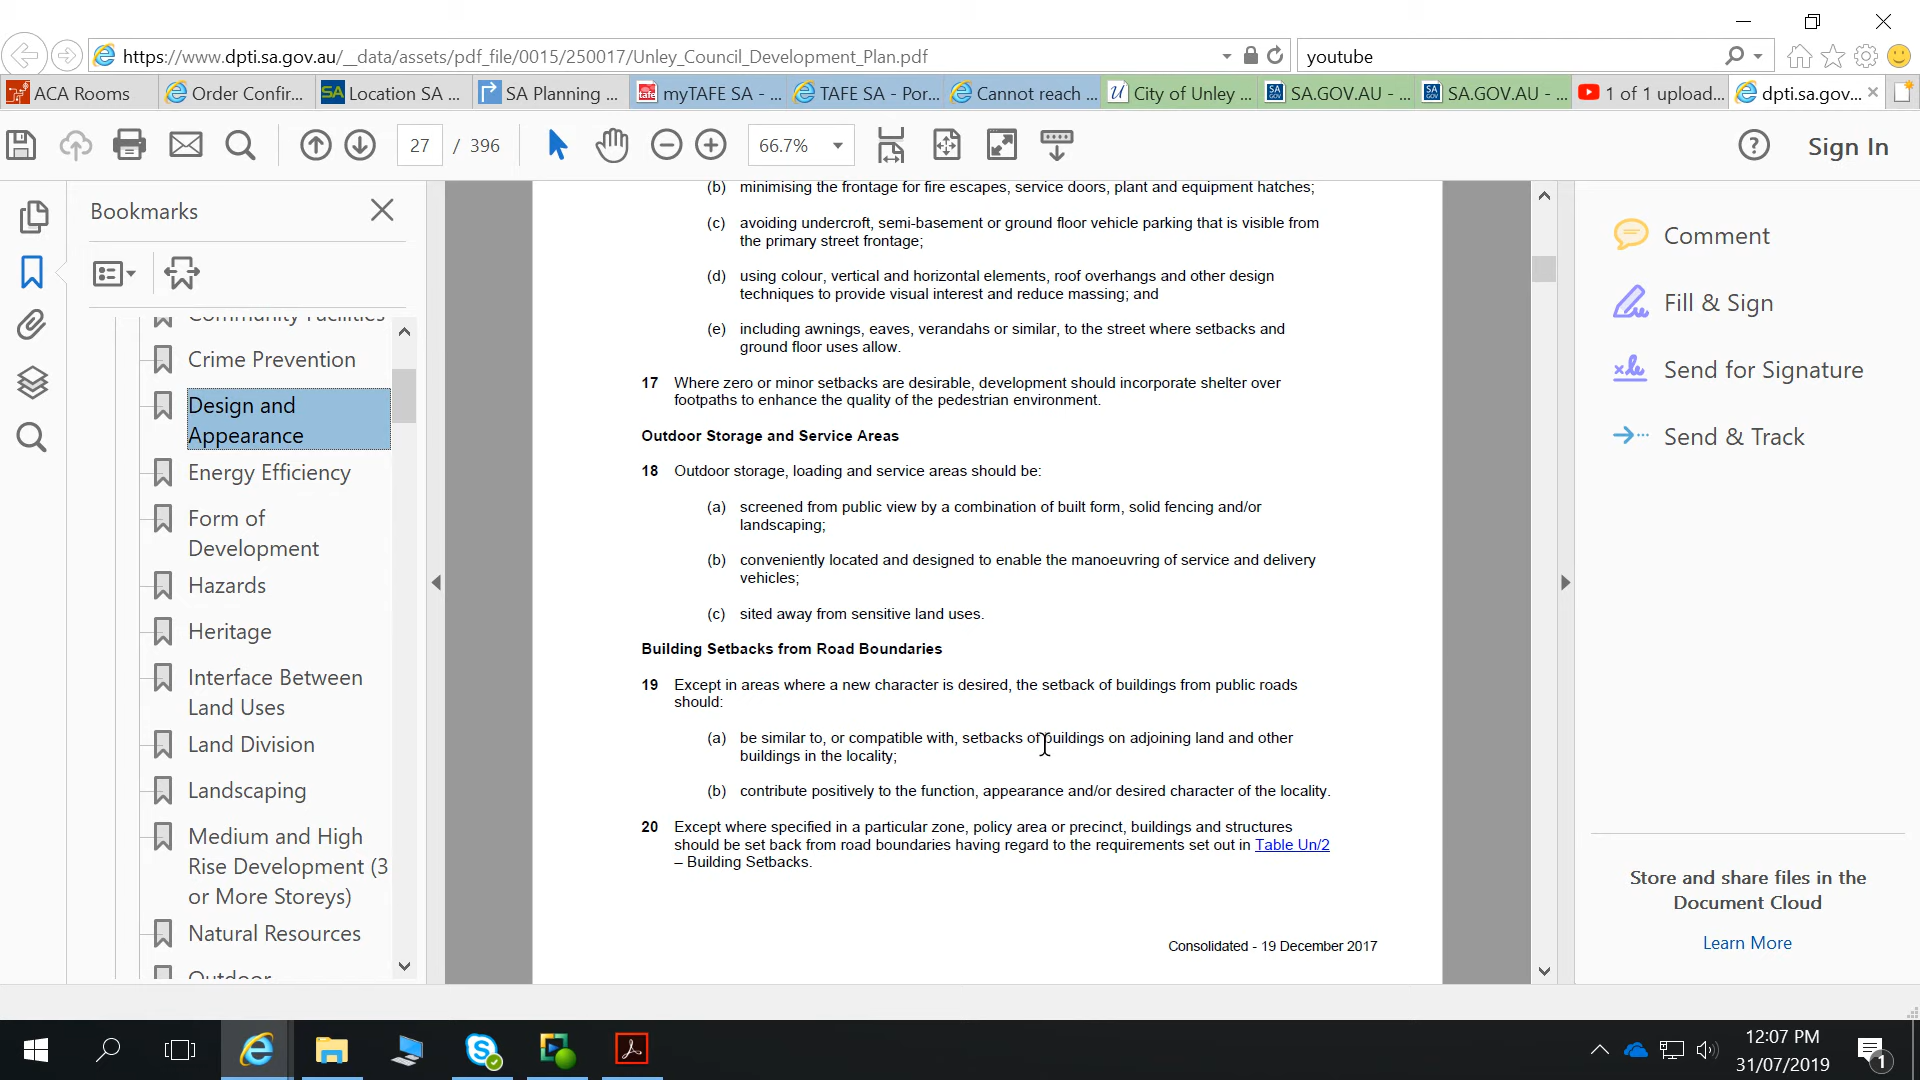 https://www.dpti.sa.gov.au/__data/assets/pdf_file/0015/250017/Unley_Council_Development_Plan.pdf
youtube
ACA Rooms
Order Confir...
Location SA ...
SA Planning ...
myTAFE SA - ...
TAFE SA - Por...
Cannot reach ...
City of Unley ...
SA.GOV.AU - ...
SA.GOV.AU - ...
1 of 1 upload...
dpti.sa.gov...
27 / 396
66.7%
Sign In
Bookmarks
Crime Prevention
Design and
Appearance
Energy Efficiency
Form of
Development
Hazards
Heritage
Interface Between
Land Uses
Land Division
Landscaping
Medium and High
Rise Development (3
or More Storeys)
Natural Resources
(b) minimising the frontage for fire escapes, service doors, plant and equipment hatches;
(c) avoiding undercroft, semi-basement or ground floor vehicle parking that is visible from
the primary street frontage;
(d) using colour, vertical and horizontal elements, roof overhangs and other design
techniques to provide visual interest and reduce massing; and
(e) including awnings, eaves, verandahs or similar, to the street where setbacks and
ground floor uses allow.
17 Where zero or minor setbacks are desirable, development should incorporate shelter over
footpaths to enhance the quality of the pedestrian environment.
Outdoor Storage and Service Areas
18 Outdoor storage, loading and service areas should be:
(a) screened from public view by a combination of built form, solid fencing and/or
landscaping;
(b) conveniently located and designed to enable the manoeuvring of service and delivery
vehicles;
(c) sited away from sensitive land uses.
Building Setbacks from Road Boundaries
19 Except in areas where a new character is desired, the setback of buildings from public roads
should:
(a) be similar to, or compatible with, setbacks of buildings on adjoining land and other
buildings in the locality;
(b) contribute positively to the function, appearance and/or desired character of the locality.
20 Except where specified in a particular zone, policy area or precinct, buildings and structures
should be set back from road boundaries having regard to the requirements set out in Table Un/2
– Building Setbacks.
Consolidated - 19 December 2017
Comment
Fill & Sign
Send for Signature
Send & Track
Store and share files in the
Document Cloud
Learn More
12:07 PM
31/07/2019
1